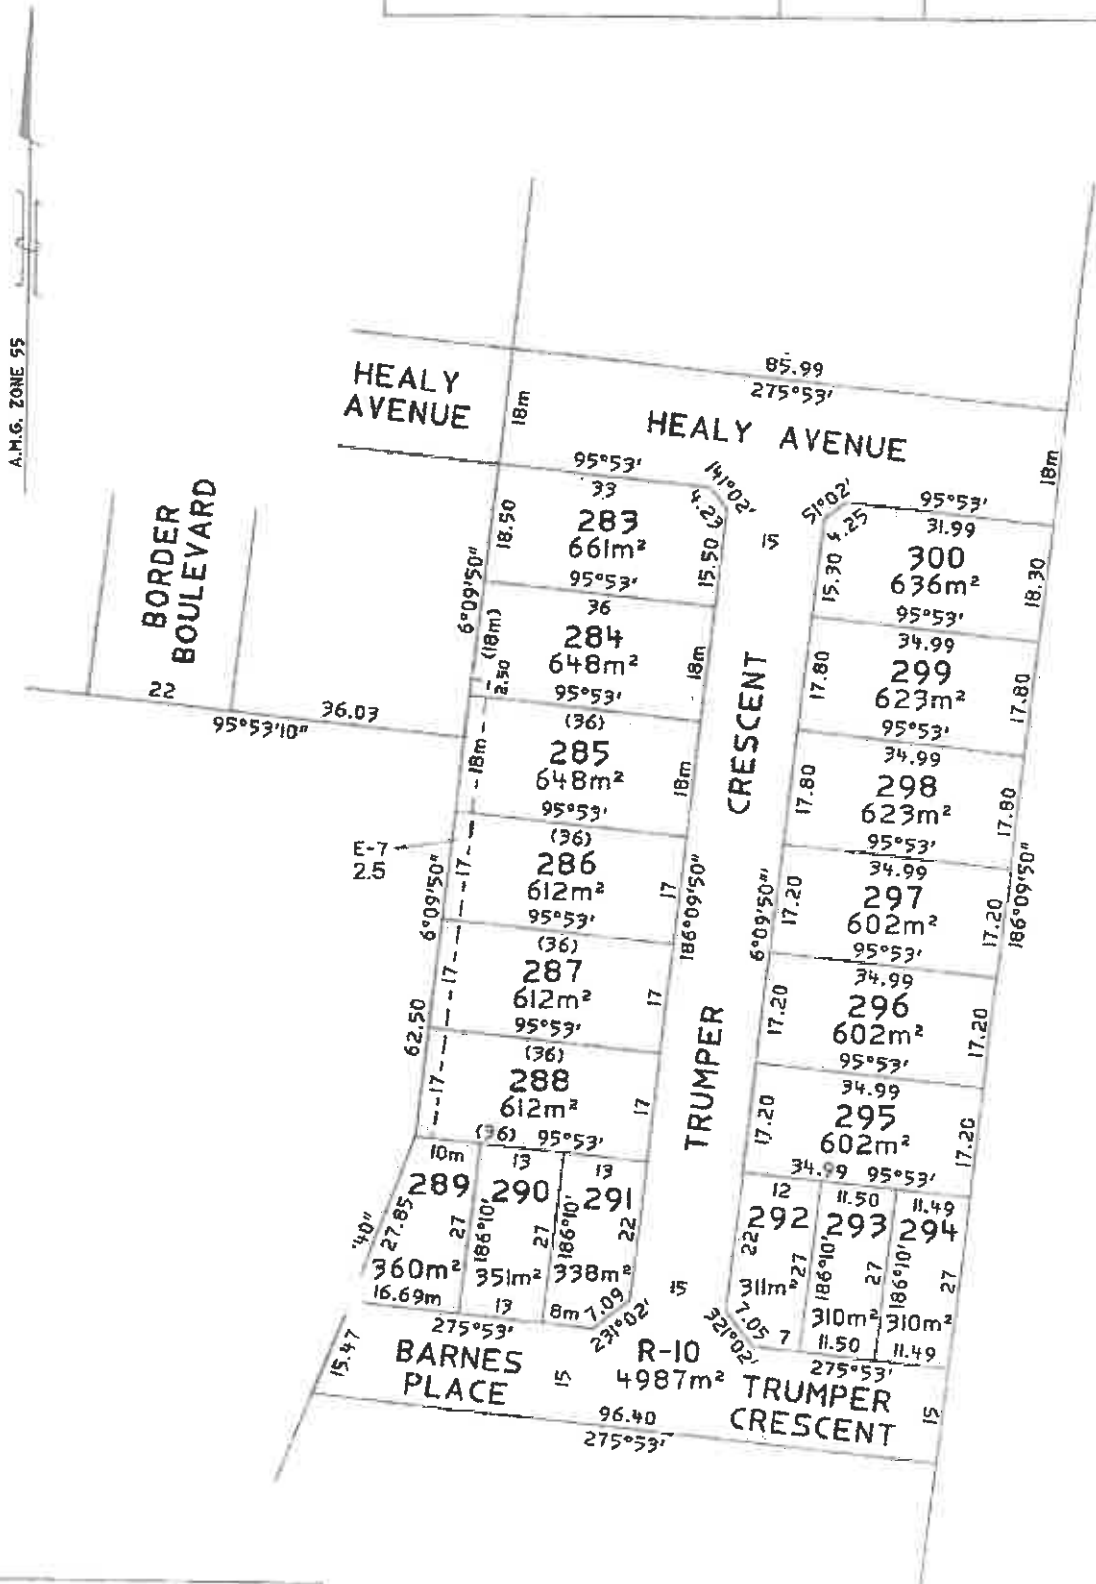 A.M.G. ZONE 55
85.99
275°53'
HEALY
AVENUE
18m
HEALY AVENUE
18m
95°53'
33
141°02'
4.23
283
661m²
18.50
15.50
15
51°02'
4.25
95°53'
31.99
300
636m²
15.30
18.30
BORDER
BOULEVARD
22
36.03
95°53'10"
6°09'50"
95°53'
36
284
648m²
(18m)
2.50
18m
95°53'
34.99
299
623m²
17.80
17.80
95°53'
(36)
285
648m²
18m
18m
CRESCENT
95°53'
34.99
298
623m²
17.80
17.80
E-7
2.5
95°53'
(36)
286
612m²
17
17
6°09'50"
186°09'50"
6°09'50"
95°53'
34.99
297
602m²
17.20
17.20
186°09'50"
95°53'
(36)
287
612m²
17
17
62.50
95°53'
34.99
296
602m²
17.20
17.20
95°53'
(36)
288
612m²
17
17
TRUMPER
95°53'
34.99
295
602m²
17.20
17.20
(36) 95°53'
34.99 95°53'
10m
289
27.85
'40"
360m²
16.69m
27
186°10'
13
290
351m²
13
27
186°10'
13
291
22
338m²
8m
7.09
231°02'
275°53'
15
12
292
22
27
311m²
7.05
7
321°02'
186°10'
11.50
293
27
310m²
11.50
186°10'
11.49
294
27
310m²
11.49
275°53'
15.47
BARNES
PLACE
15
R-10
4987m²
TRUMPER
CRESCENT
15
96.40
275°53'